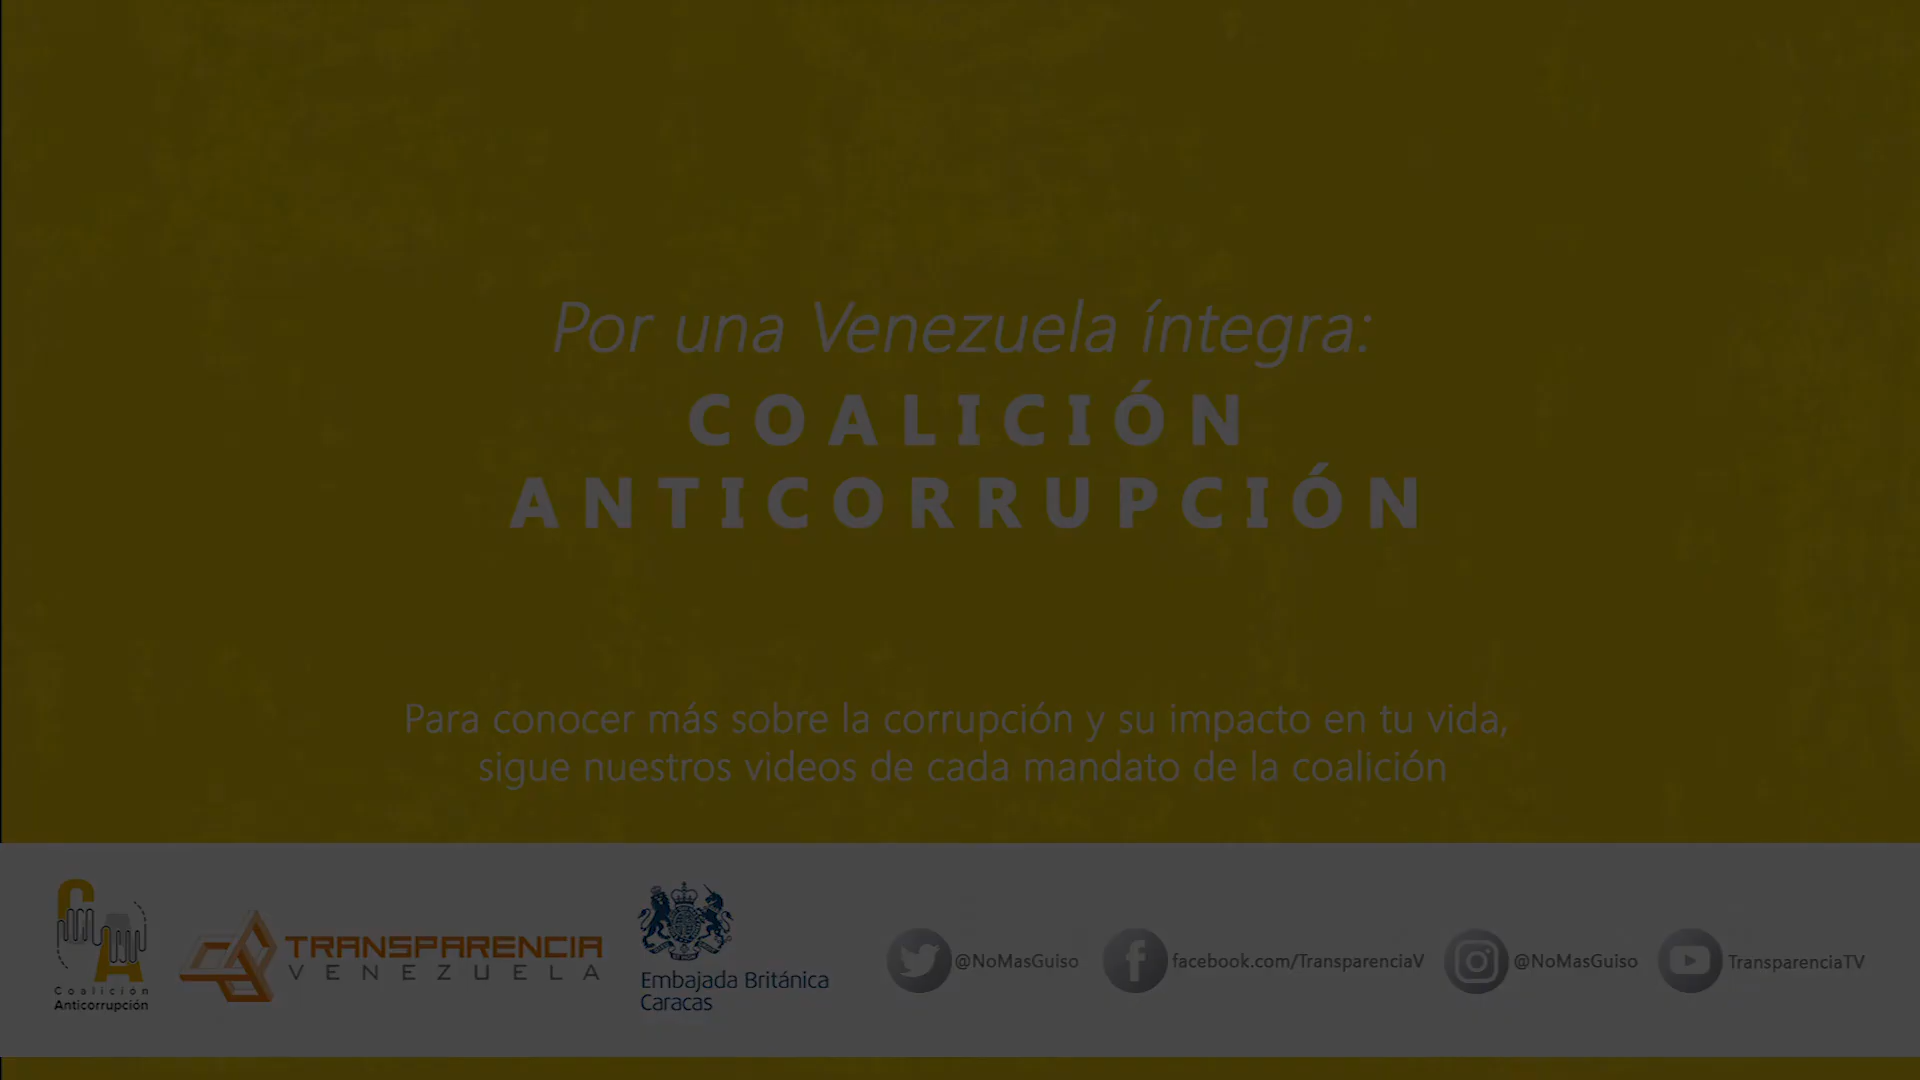 Por una Venezuela íntegra:
COALICIÓN
ANTICORRUPCIÓN
Para conocer más sobre la corrupción y su impacto en tu vida,
sigue nuestros videos de cada mandato de la coalición
CA
Coalición
Anticorrupción
TRANSPARENCIA
VENEZUELA
Embajada Británica
Caracas
@NoMasGuiso
facebook.com/TransparenciaV
@NoMasGuiso
TransparenciaTV